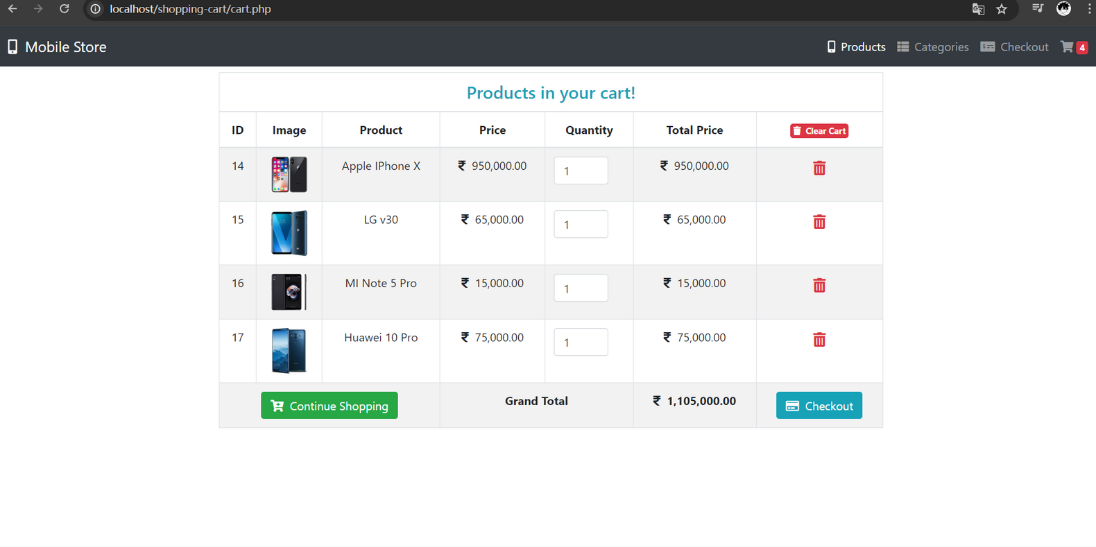 localhost/shopping-cart/cart.php
Mobile Store
Products Categories Checkout 4
Products in your cart!
ID Image Product Price Quantity Total Price Clear Cart
14 Apple IPhone X ₹ 950,000.00 1 ₹ 950,000.00
15 LG v30 ₹ 65,000.00 1 ₹ 65,000.00
16 MI Note 5 Pro ₹ 15,000.00 1 ₹ 15,000.00
17 Huawei 10 Pro ₹ 75,000.00 1 ₹ 75,000.00
Continue Shopping Grand Total ₹ 1,105,000.00 Checkout